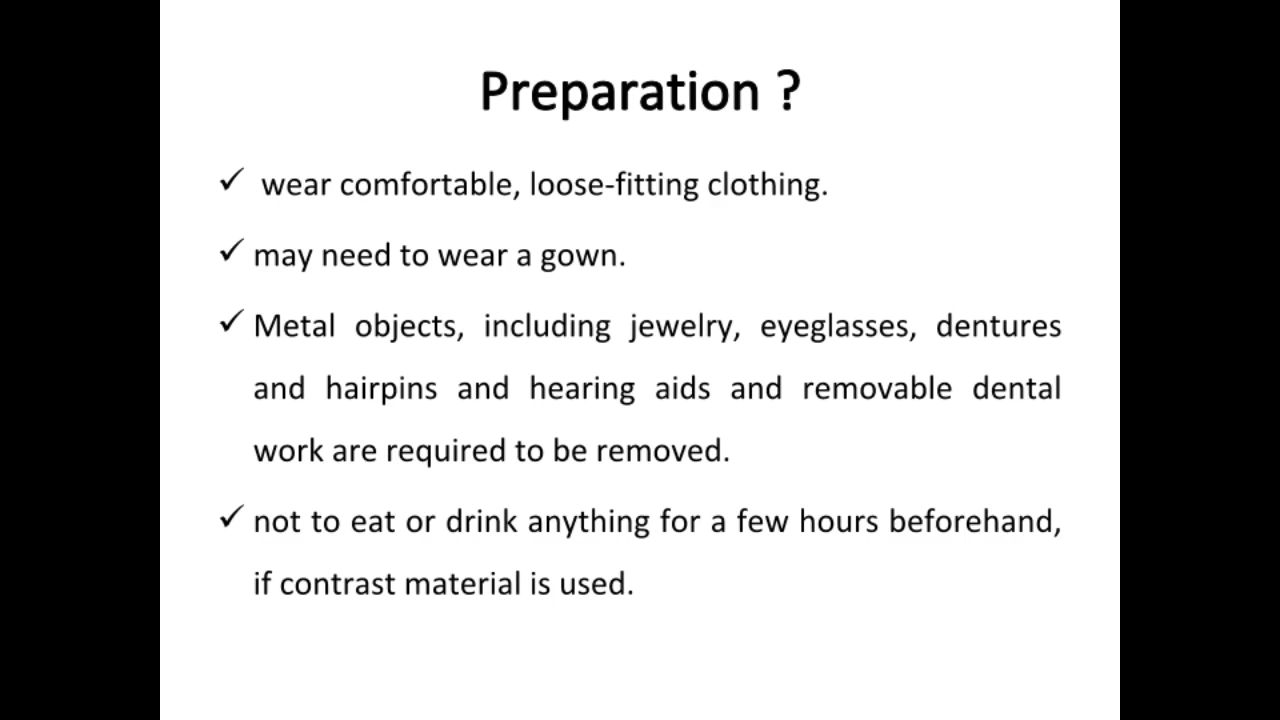 Preparation ?
✓ wear comfortable, loose-fitting clothing.
✓ may need to wear a gown.
✓ Metal objects, including jewelry, eyeglasses, dentures
and hairpins and hearing aids and removable dental
work are required to be removed.
✓ not to eat or drink anything for a few hours beforehand,
if contrast material is used.